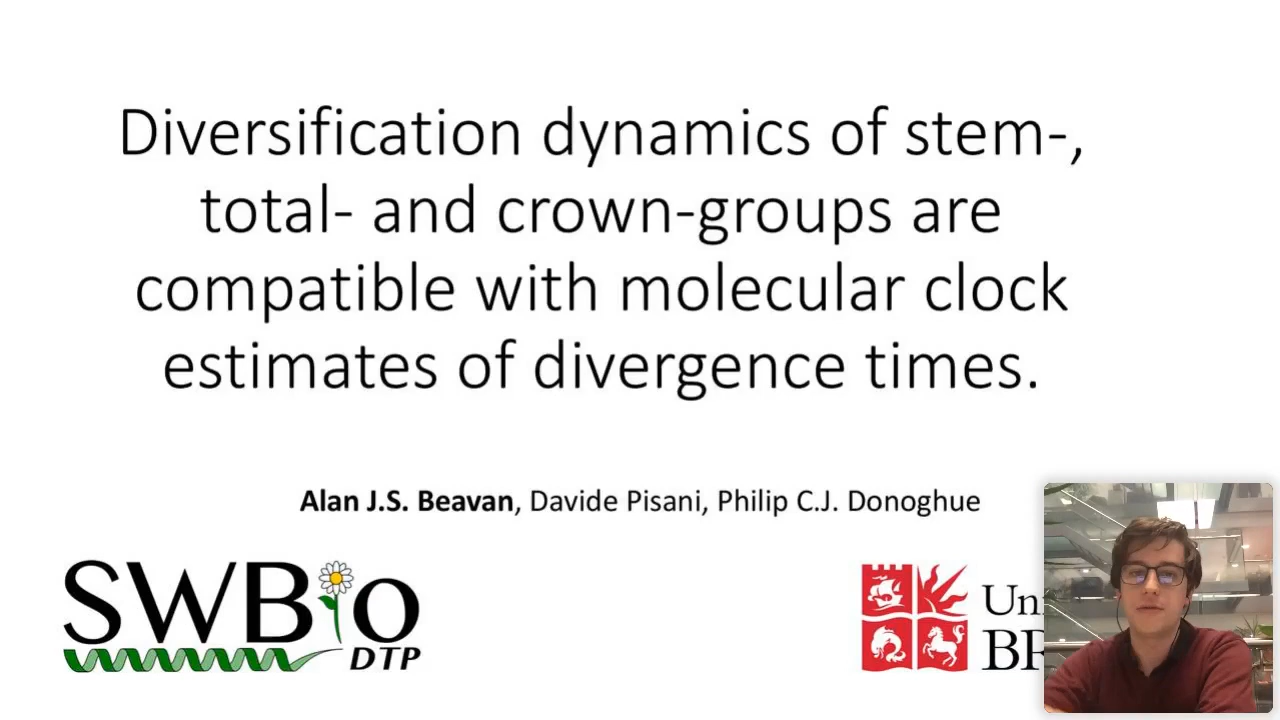 Diversification dynamics of stem-,
total- and crown-groups are
compatible with molecular clock
estimates of divergence times.
Alan J.S. Beavan, Davide Pisani, Philip C.J. Donoghue
SWBio
DTP